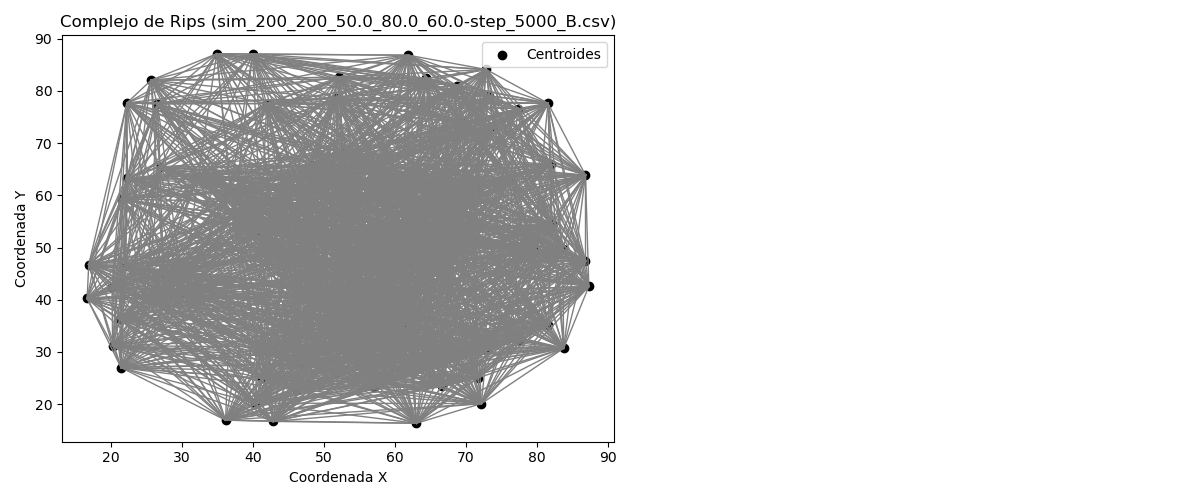 Complejo de Rips (sim_200_200_50.0_80.0_60.0-step_5000_B.csv)
Centroides
90
80
70
60
50
40
30
20
Coordenada Y
20 30 40 50 60 70 80 90
Coordenada X